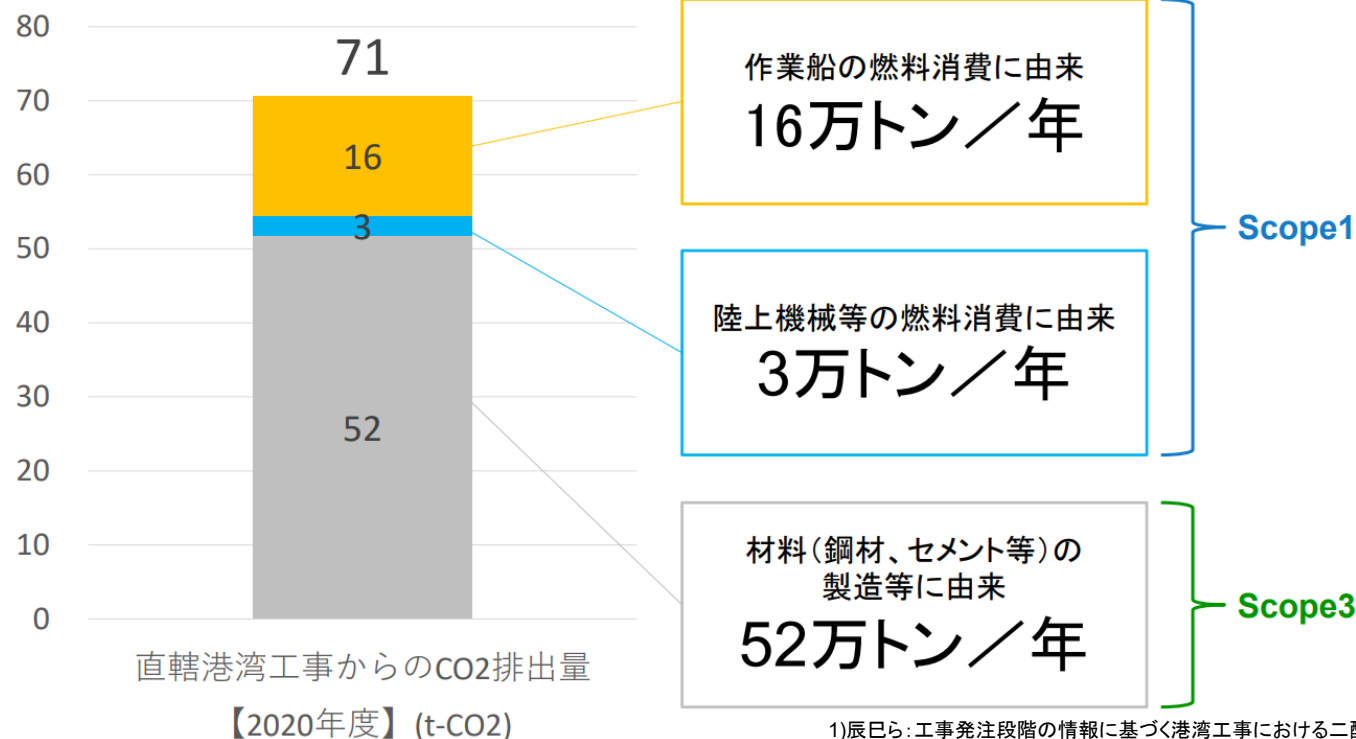 80
70
60
50
40
30
20
10
0
71
16
3
52
直轄港湾工事からのCO2排出量
【2020年度】(t-CO2)
作業船の燃料消費に由来
16万トン／年
陸上機械等の燃料消費に由来
3万トン／年
Scope1
材料（鋼材、セメント等）の
製造等に由来
52万トン／年
Scope3
1)辰巳ら：工事発注段階の情報に基づく港湾工事における二酸